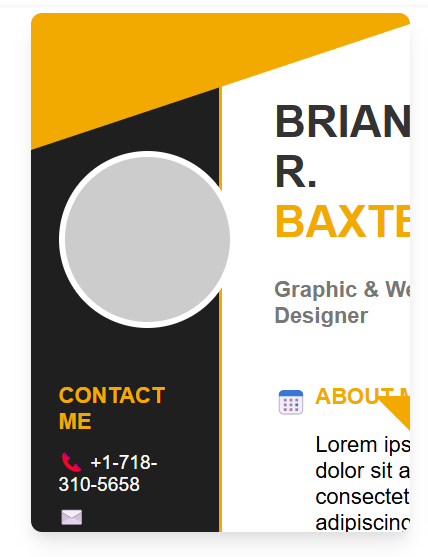 BRIAN
R.
BAXTE
Graphic & We
Designer
CONTACT
ME
+1-718-
310-5658
ABOUT M
Lorem ips
dolor sit a
consectet
adipiscing